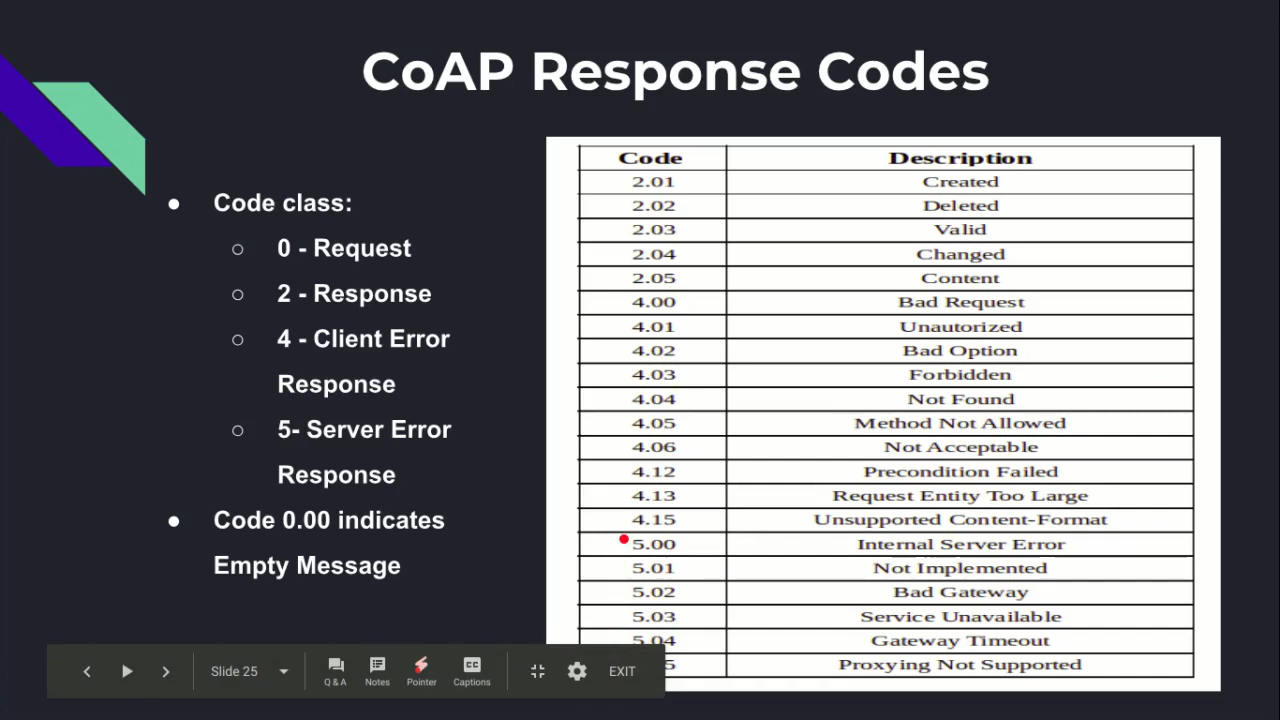 CoAP Response Codes
● Code class:
○ 0 - Request
○ 2 - Response
○ 4 - Client Error
Response
○ 5- Server Error
Response
● Code 0.00 indicates
Empty Message
Code Description
2.01 Created
2.02 Deleted
2.03 Valid
2.04 Changed
2.05 Content
4.00 Bad Request
4.01 Unautorized
4.02 Bad Option
4.03 Forbidden
4.04 Not Found
4.05 Method Not Allowed
4.06 Not Acceptable
4.12 Precondition Failed
4.13 Request Entity Too Large
4.15 Unsupported Content-Format
5.00 Internal Server Error
5.01 Not Implemented
5.02 Bad Gateway
5.03 Service Unavailable
5.04 Gateway Timeout
5 Proxying Not Supported
Slide 25 Q & A Notes Pointer CC Captions EXIT